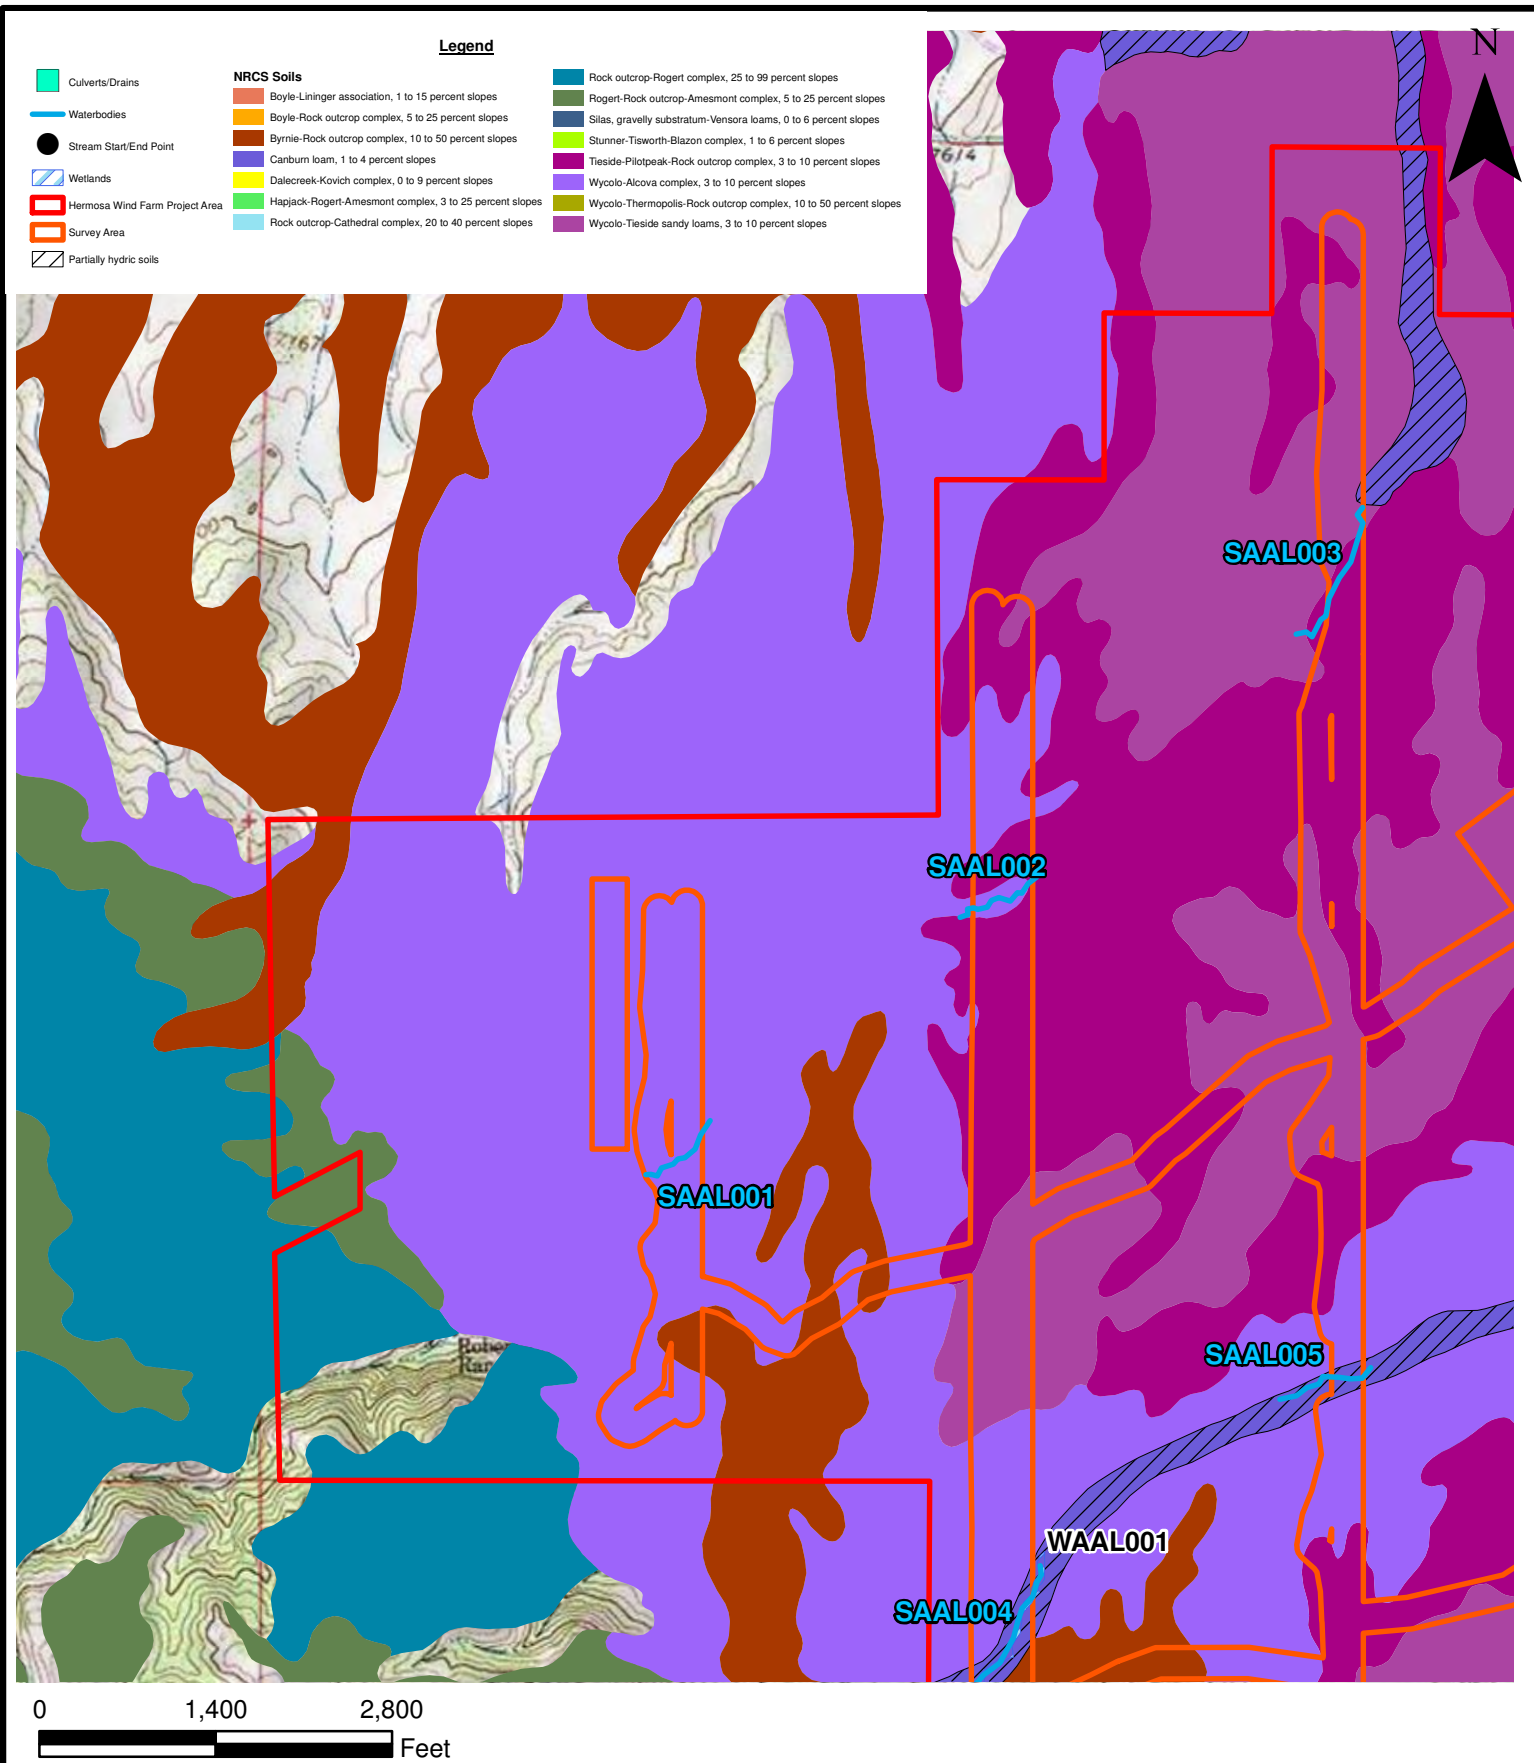 Legend
Culverts/Drains
Waterbodies
Stream Start/End Point
Wetlands
Hermosa Wind Farm Project Area
Survey Area
Partially hydric soils
NRCS Soils
Boyle-Lininger association, 1 to 15 percent slopes
Boyle-Rock outcrop complex, 5 to 25 percent slopes
Byrnie-Rock outcrop complex, 10 to 50 percent slopes
Canburn loam, 1 to 4 percent slopes
Dalecreek-Kovich complex, 0 to 9 percent slopes
Hapjack-Rogert-Amesmont complex, 3 to 25 percent slopes
Rock outcrop-Cathedral complex, 20 to 40 percent slopes
Rock outcrop-Rogert complex, 25 to 99 percent slopes
Rogert-Rock outcrop-Amesmont complex, 5 to 25 percent slopes
Silas, gravelly substratum-Vensora loams, 0 to 6 percent slopes
Stunner-Tisworth-Blazon complex, 1 to 6 percent slopes
Tieside-Pilotpeak-Rock outcrop complex, 3 to 10 percent slopes
Wycolo-Alcova complex, 3 to 10 percent slopes
Wycolo-Thermopolis-Rock outcrop complex, 10 to 50 percent slopes
Wycolo-Tieside sandy loams, 3 to 10 percent slopes
N
7674
7767
SAAL003
SAAL002
SAAL001
SAAL005
WAAL001
SAAL004
0 1,400 2,800
Feet